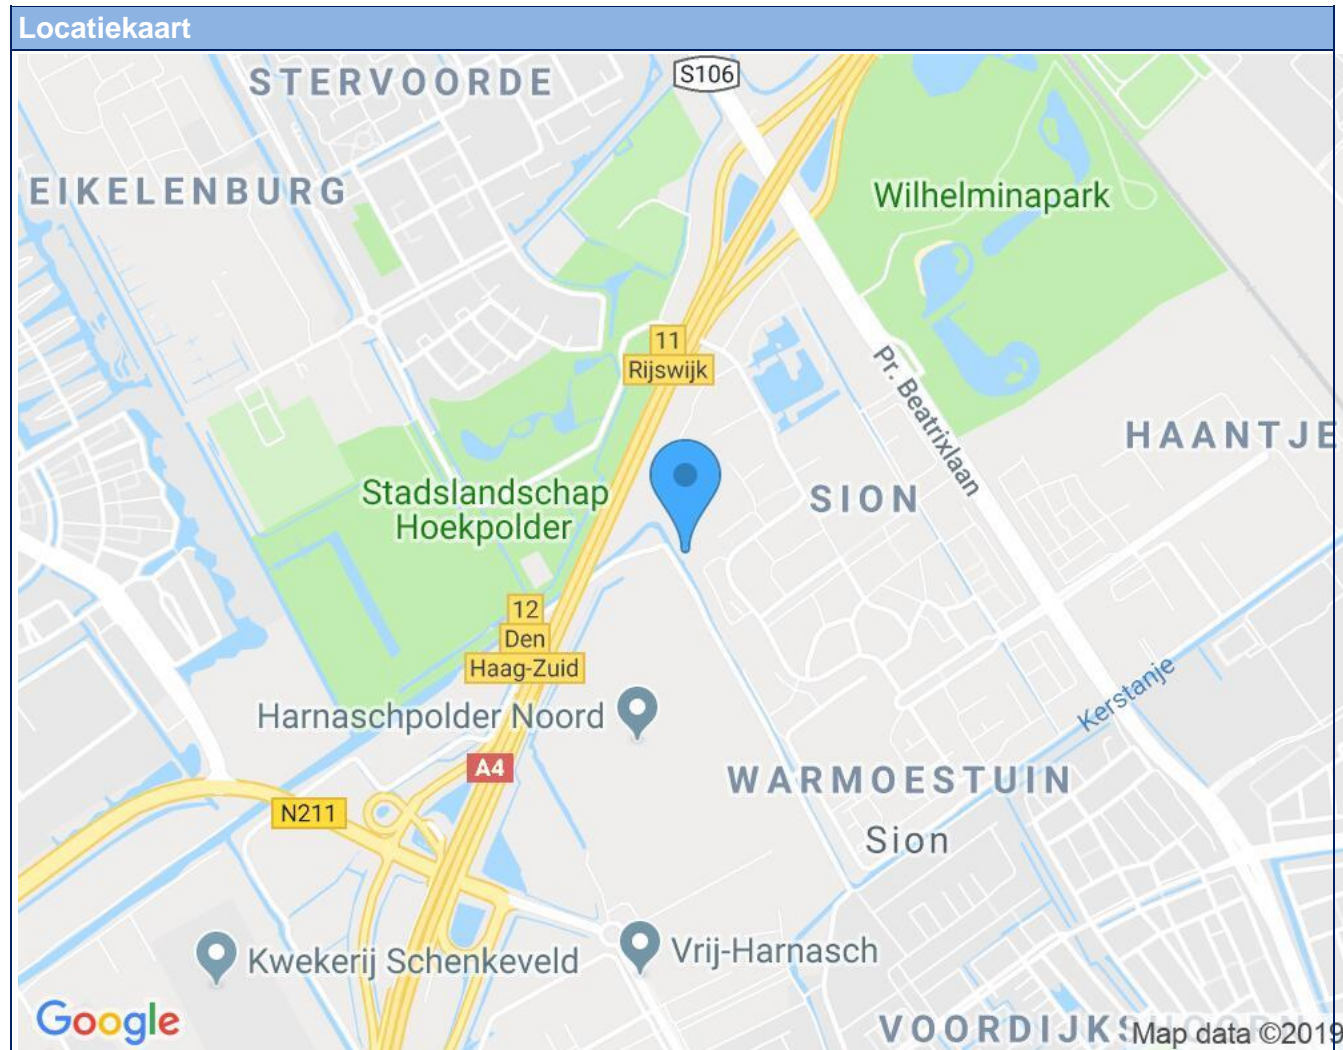 Locatiekaart
STERVOORDE
S106
EIKELENBURG
Wilhelminapark
11
Rijswijk
Pr. Beatrixlaan
HAANTJE
Stadslandschap
Hoekpolder
SION
12
Den
Haag-Zuid
Kerstanje
Harnaschpolder Noord
A4
WARMOESTUIN
N211
Sion
Kwekerij Schenkeveld
Vrij-Harnasch
Google
VOORDIJKSHOORN
Map data ©2019